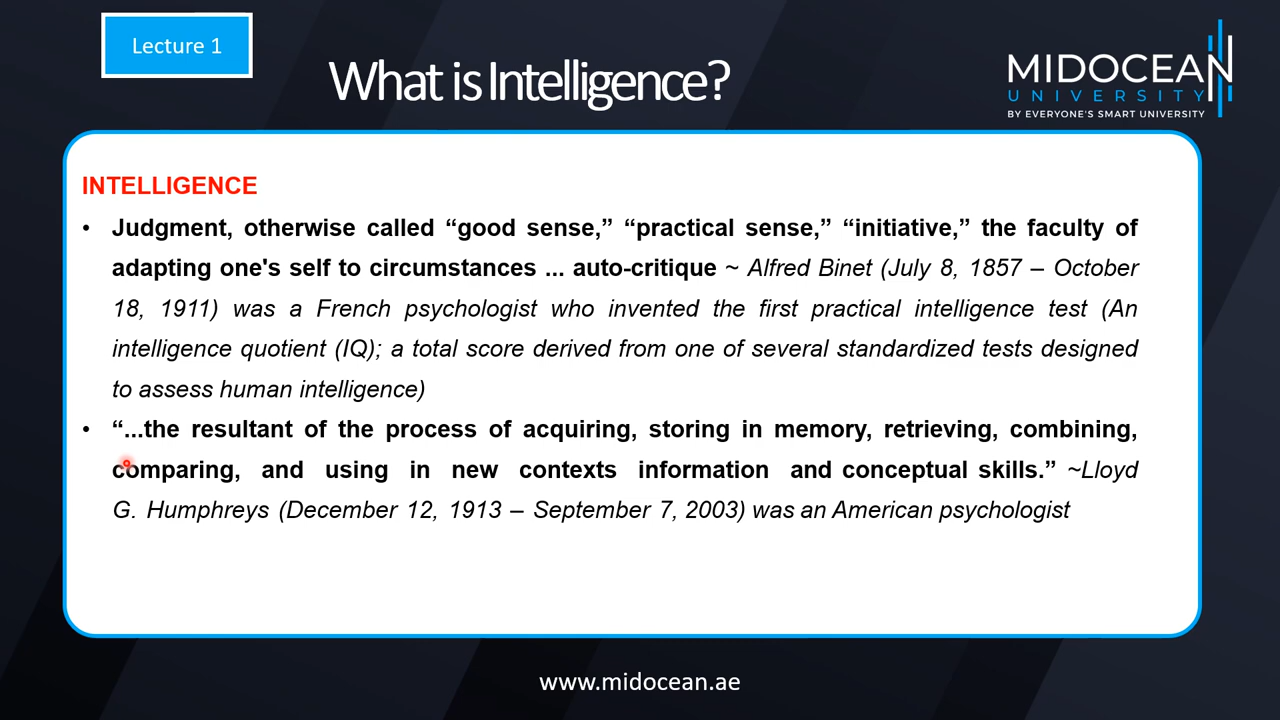 Lecture 1
What is Intelligence?
MIDOCEAN
UNIVERSITY
BY EVERYONE'S SMART UNIVERSITY
INTELLIGENCE
• Judgment, otherwise called “good sense,” “practical sense,” “initiative,” the faculty of
adapting one's self to circumstances ... auto-critique ~ Alfred Binet (July 8, 1857 – October
18, 1911) was a French psychologist who invented the first practical intelligence test (An
intelligence quotient (IQ); a total score derived from one of several standardized tests designed
to assess human intelligence)
• “...the resultant of the process of acquiring, storing in memory, retrieving, combining,
comparing, and using in new contexts information and conceptual skills.” ~Lloyd
G. Humphreys (December 12, 1913 – September 7, 2003) was an American psychologist
www.midocean.ae